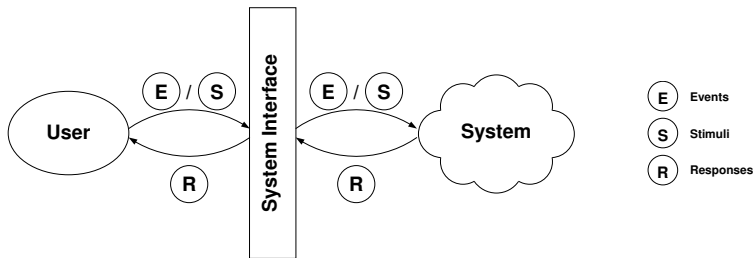 E / S
E / S
User
System Interface
System
R
R
E Events
S Stimuli
R Responses